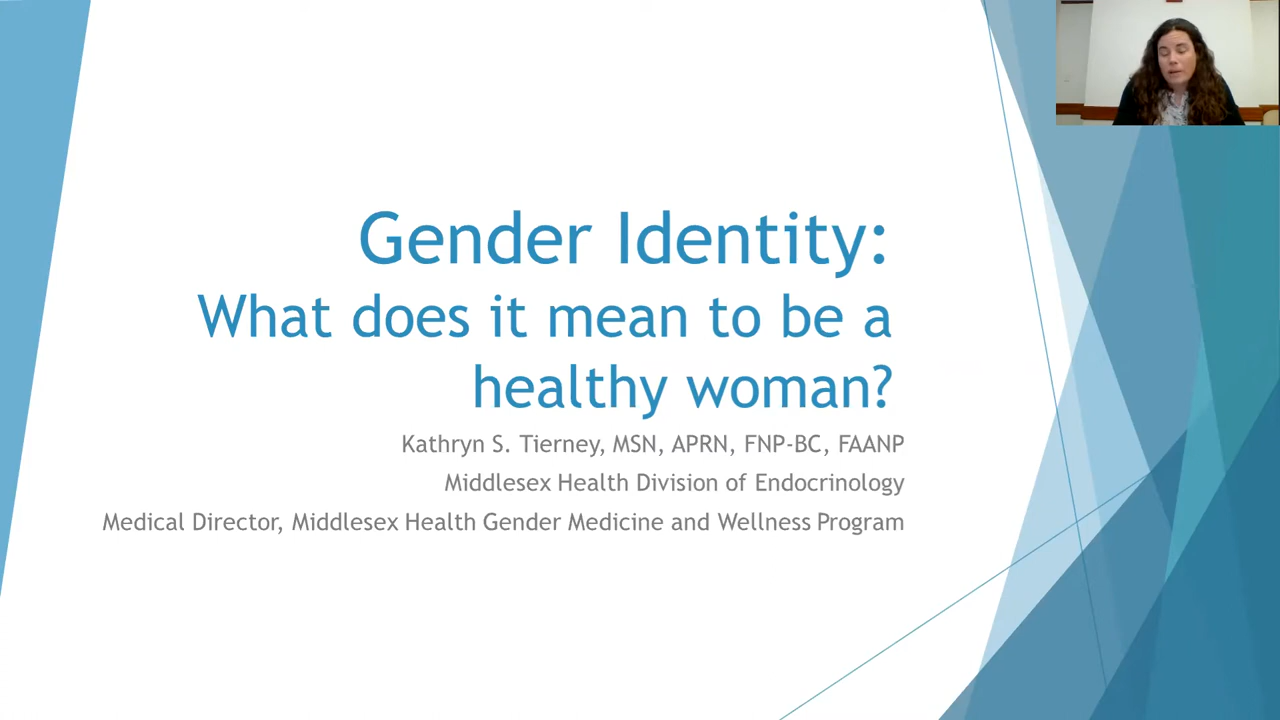 Gender Identity:
What does it mean to be a
healthy woman?
Kathryn S. Tierney, MSN, APRN, FNP-BC, FAANP
Middlesex Health Division of Endocrinology
Medical Director, Middlesex Health Gender Medicine and Wellness Program